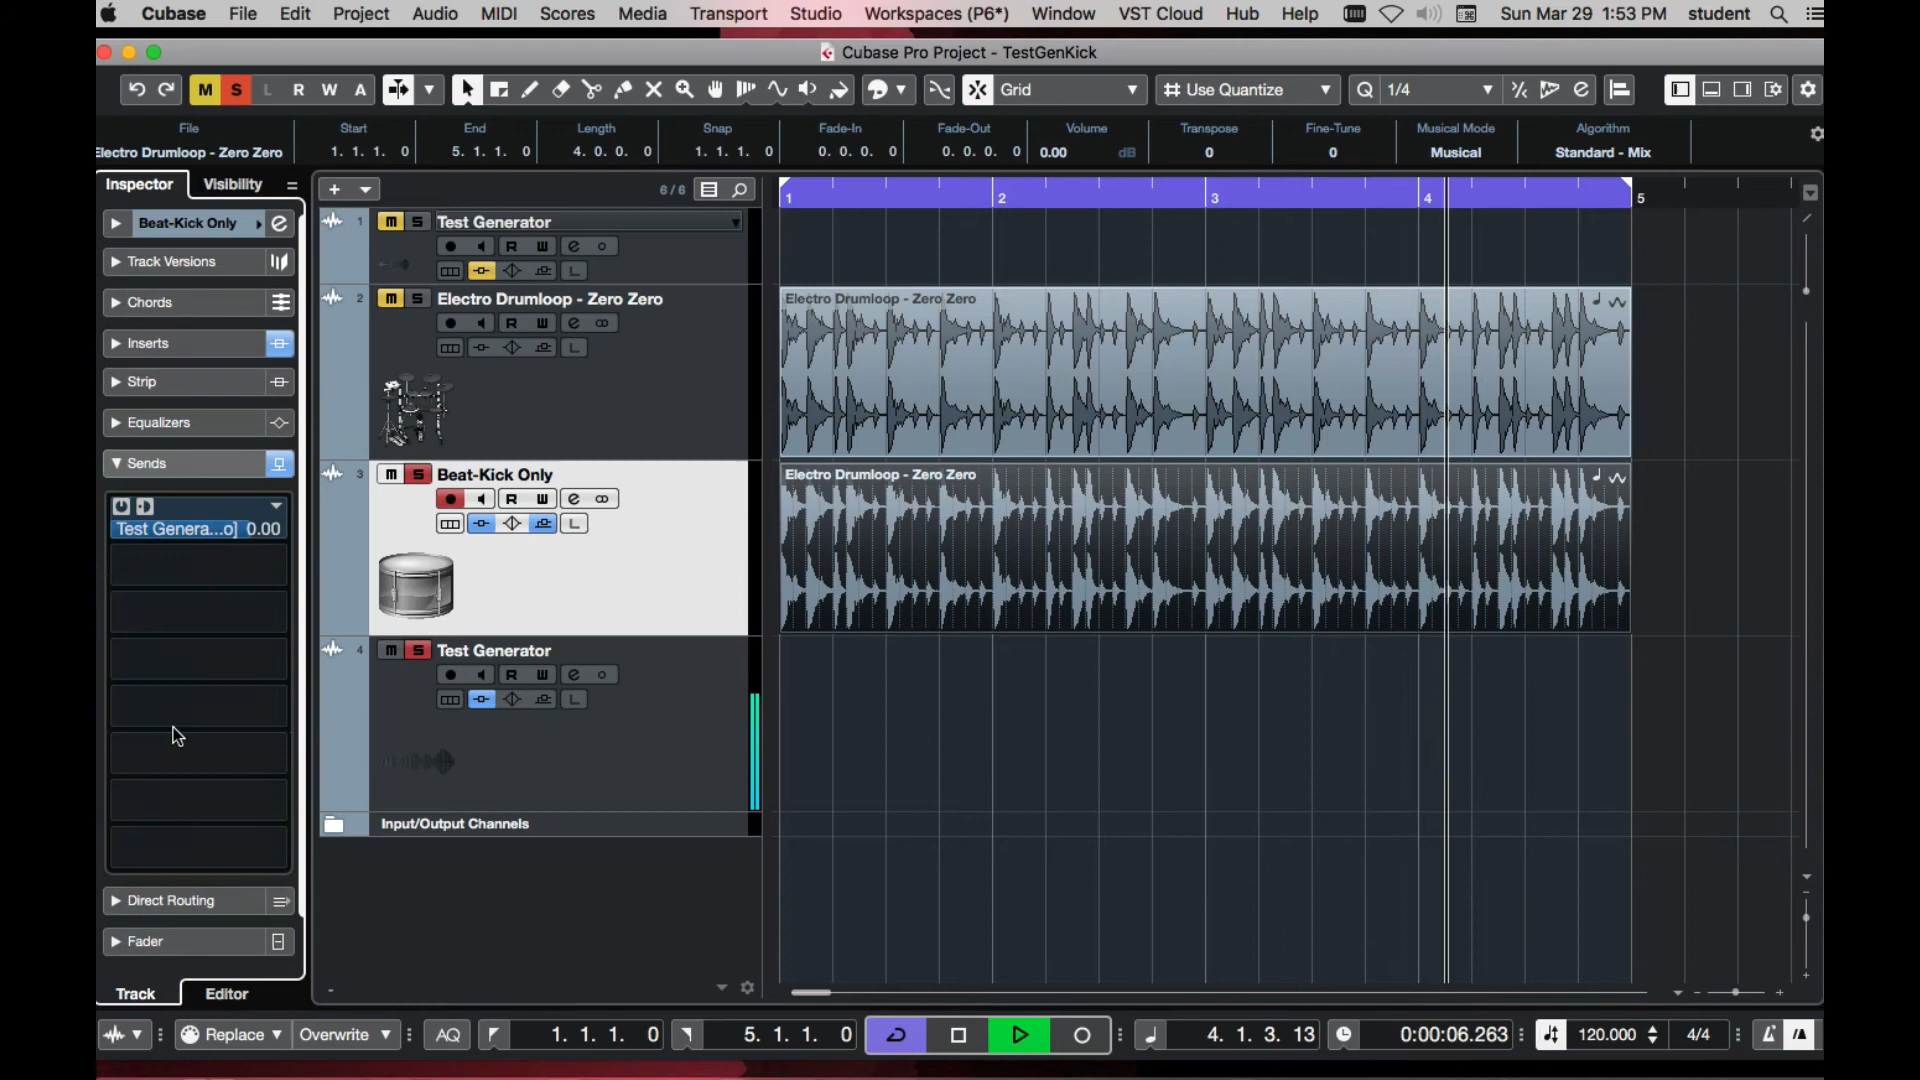 Cubase File Edit Project Audio MIDI Scores Media Transport Studio Workspaces (P6*) Window VST Cloud Hub Help Sun Mar 29 1:53 PM student
Cubase Pro Project - TestGenKick
M S L R W A Grid Use Quantize Q 1/4
File Start End Length Snap Fade-In Fade-Out Volume Transpose Fine-Tune Musical Mode Algorithm
Electro Drumloop - Zero Zero 1. 1. 1. 0 5. 1. 1. 0 4. 0. 0. 0 1. 1. 1. 0 0. 0. 0. 0 0. 0. 0. 0 0.00 dB 0 0 Musical Standard - Mix
Inspector Visibility
6 / 6
1 2 3 4 5
Beat-Kick Only
Track Versions
Chords
Inserts
Strip
Equalizers
Sends
Test Genera...o] 0.00
Direct Routing
Fader
Track Editor
1 m S Test Generator
R W e
L
2 m S Electro Drumloop - Zero Zero
R W e
L
3 m S Beat-Kick Only
R W e
L
4 m S Test Generator
R W e
L
Input/Output Channels
Electro Drumloop - Zero Zero
Electro Drumloop - Zero Zero
Replace Overwrite AQ 1. 1. 1. 0 5. 1. 1. 0 4. 1. 3. 13 0:00:06.263 120.000 4/4